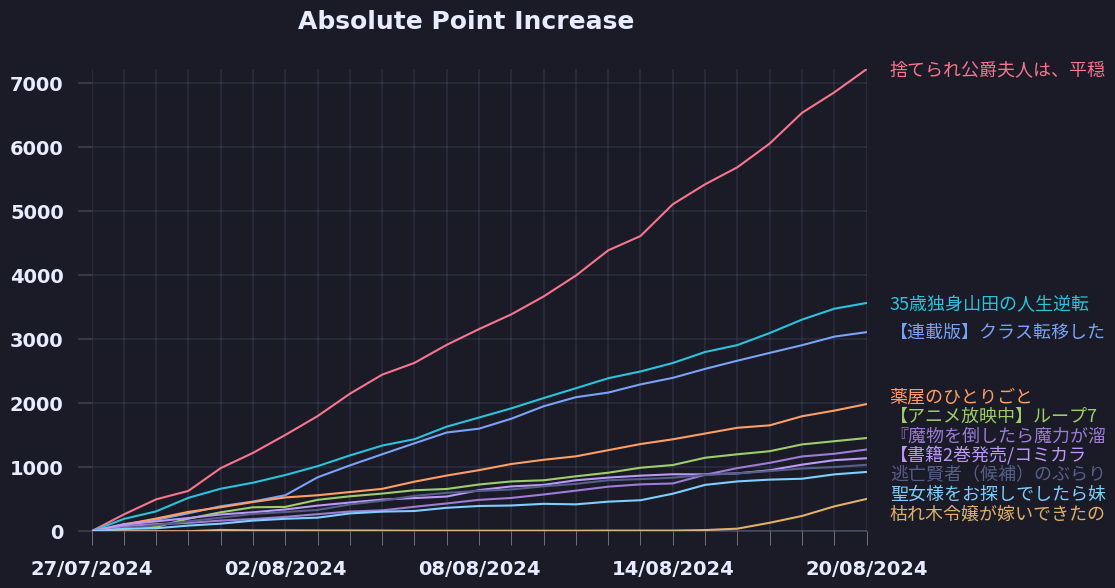 Absolute Point Increase
7000
6000
5000
4000
3000
2000
1000
0
捨てられ公爵夫人は、平穏
35歳独身山田の人生逆転
【連載版】クラス転移した
薬屋のひとりごと
【アニメ放映中】ループ7
『魔物を倒したら魔力が溜
【書籍2巻発売/コミカラ
逃亡賢者（候補）のぶらり
聖女様をお探しでしたら妹
枯れ木令嬢が嫁いできたの
27/07/2024 02/08/2024 08/08/2024 14/08/2024 20/08/2024